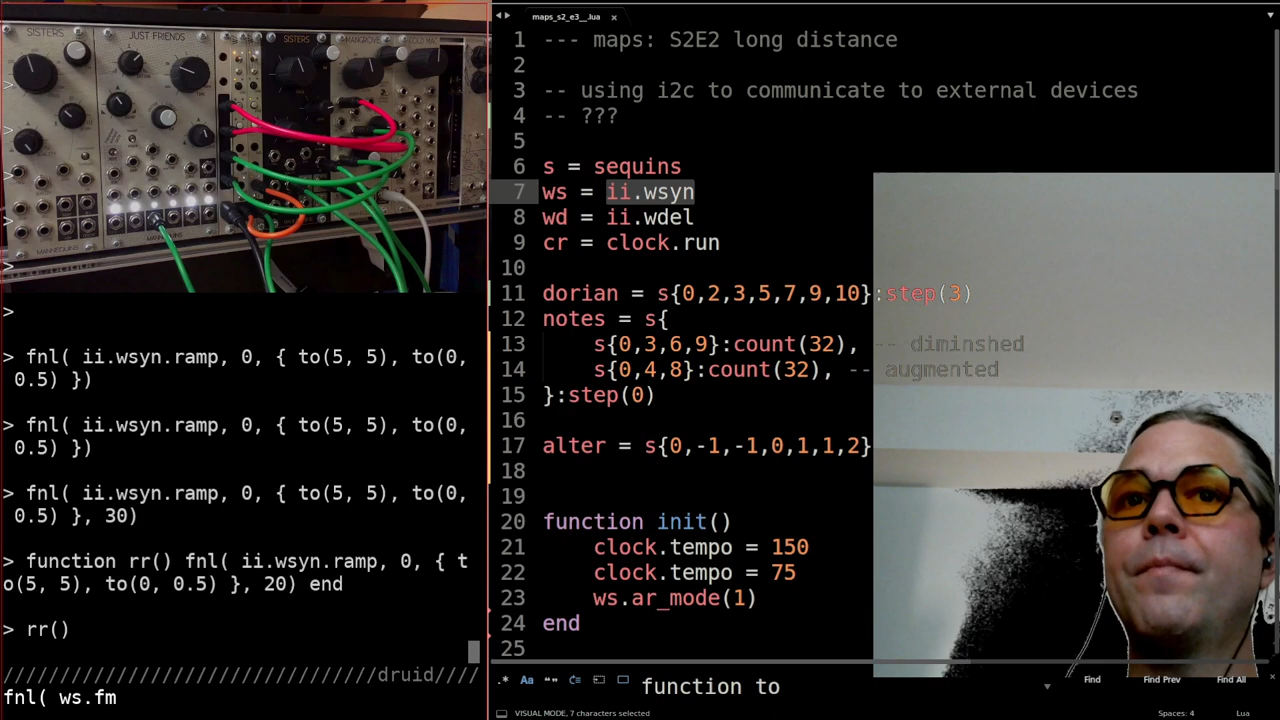 SISTERS
JUST FRIENDS
SISTERS
MANGROVE
COLD MAC
QUALITY
MANNEQUINS
MANNEQUINS
>
>
>
>
>
>
> fnl( ii.wsyn.ramp, 0, { to(5, 5), to(0,
0.5) })
> fnl( ii.wsyn.ramp, 0, { to(5, 5), to(0,
0.5) })
> fnl( ii.wsyn.ramp, 0, { to(5, 5), to(0,
0.5) }, 30)
> function rr() fnl( ii.wsyn.ramp, 0, { t
o(5, 5), to(0, 0.5) }, 20) end
> rr()
////////////////////////////////druid////
fnl( ws.fm
maps_s2_e3__.lua ×
1 --- maps: S2E2 long distance
2
3 -- using i2c to communicate to external devices
4 -- ???
5
6 s = sequins
7 ws = ii.wsyn
8 wd = ii.wdel
9 cr = clock.run
10
11 dorian = s{0,2,3,5,7,9,10}:step(3)
12 notes = s{
13 s{0,3,6,9}:count(32), -- diminshed
14 s{0,4,8}:count(32), -- augmented
15 }:step(0)
16
17 alter = s{0,-1,-1,0,1,1,2}
18
19
20 function init()
21 clock.tempo = 150
22 clock.tempo = 75
23 ws.ar_mode(1)
24 end
25
.* Aa “” function to Find Find Prev Find All
VISUAL MODE, 7 characters selected Spaces: 4 Lua